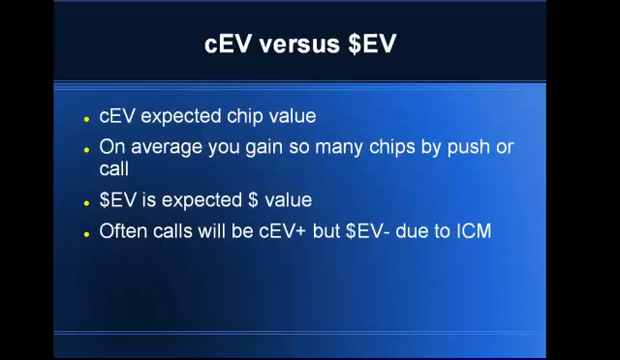 cEV versus $EV
cEV expected chip value
On average you gain so many chips by push or
call
$EV is expected $ value
Often calls will be cEV+ but $EV- due to ICM